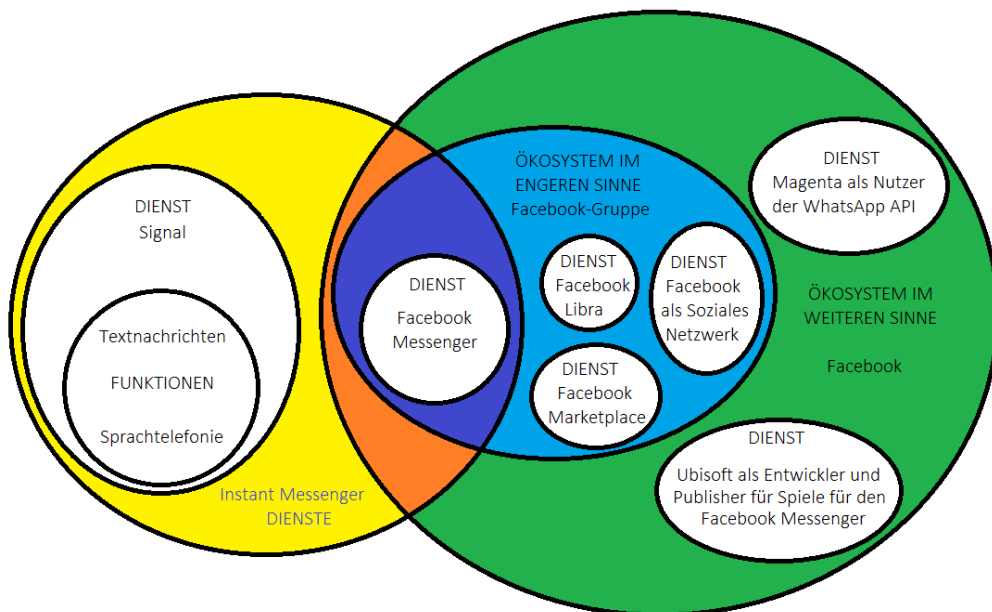 DIENST
Signal
Textnachrichten
FUNKTIONEN
Sprachtelefonie
Instant Messenger
DIENSTE
DIENST
Facebook
Messenger
ÖKOSYSTEM IM
ENGEREN SINNE
Facebook-Gruppe
DIENST
Facebook
Libra
DIENST
Facebook
als Soziales
Netzwerk
DIENST
Facebook
Marketplace
DIENST
Magenta als Nutzer
der WhatsApp API
ÖKOSYSTEM IM
WEITEREN SINNE
Facebook
DIENST
Ubisoft als Entwickler und
Publisher für Spiele für den
Facebook Messenger